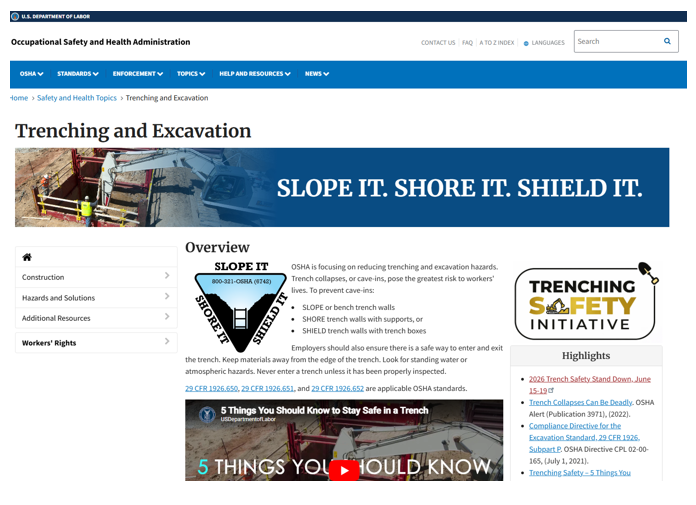 U.S. DEPARTMENT OF LABOR
Occupational Safety and Health Administration
CONTACT US FAQ A TO Z INDEX LANGUAGES
Search
OSHA STANDARDS ENFORCEMENT TOPICS HELP AND RESOURCES NEWS
Home > Safety and Health Topics > Trenching and Excavation
Trenching and Excavation
SLOPE IT. SHORE IT. SHIELD IT.
Construction
Hazards and Solutions
Additional Resources
Workers' Rights
Overview
SLOPE IT
800-321-OSHA (6742)
SHORE IT
SHIELD IT
OSHA is focusing on reducing trenching and excavation hazards.
Trench collapses, or cave-ins, pose the greatest risk to workers'
lives. To prevent cave-ins:
• SLOPE or bench trench walls
• SHORE trench walls with supports, or
• SHIELD trench walls with trench boxes
Employers should also ensure there is a safe way to enter and exit
the trench. Keep materials away from the edge of the trench. Look for standing water or
atmospheric hazards. Never enter a trench unless it has been properly inspected.
29 CFR 1926.650, 29 CFR 1926.651, and 29 CFR 1926.652 are applicable OSHA standards.
5 Things You Should Know to Stay Safe in a Trench
USDepartmentofLabor
5 THINGS YOU SHOULD KNOW
TRENCHING
SAFETY
INITIATIVE
Highlights
• 2026 Trench Safety Stand Down, June
15-19
• Trench Collapses Can Be Deadly. OSHA
Alert (Publication 3971), (2022).
• Compliance Directive for the
Excavation Standard, 29 CFR 1926,
Subpart P. OSHA Directive CPL 02-00-
165, (July 1, 2021).
• Trenching Safety – 5 Things You